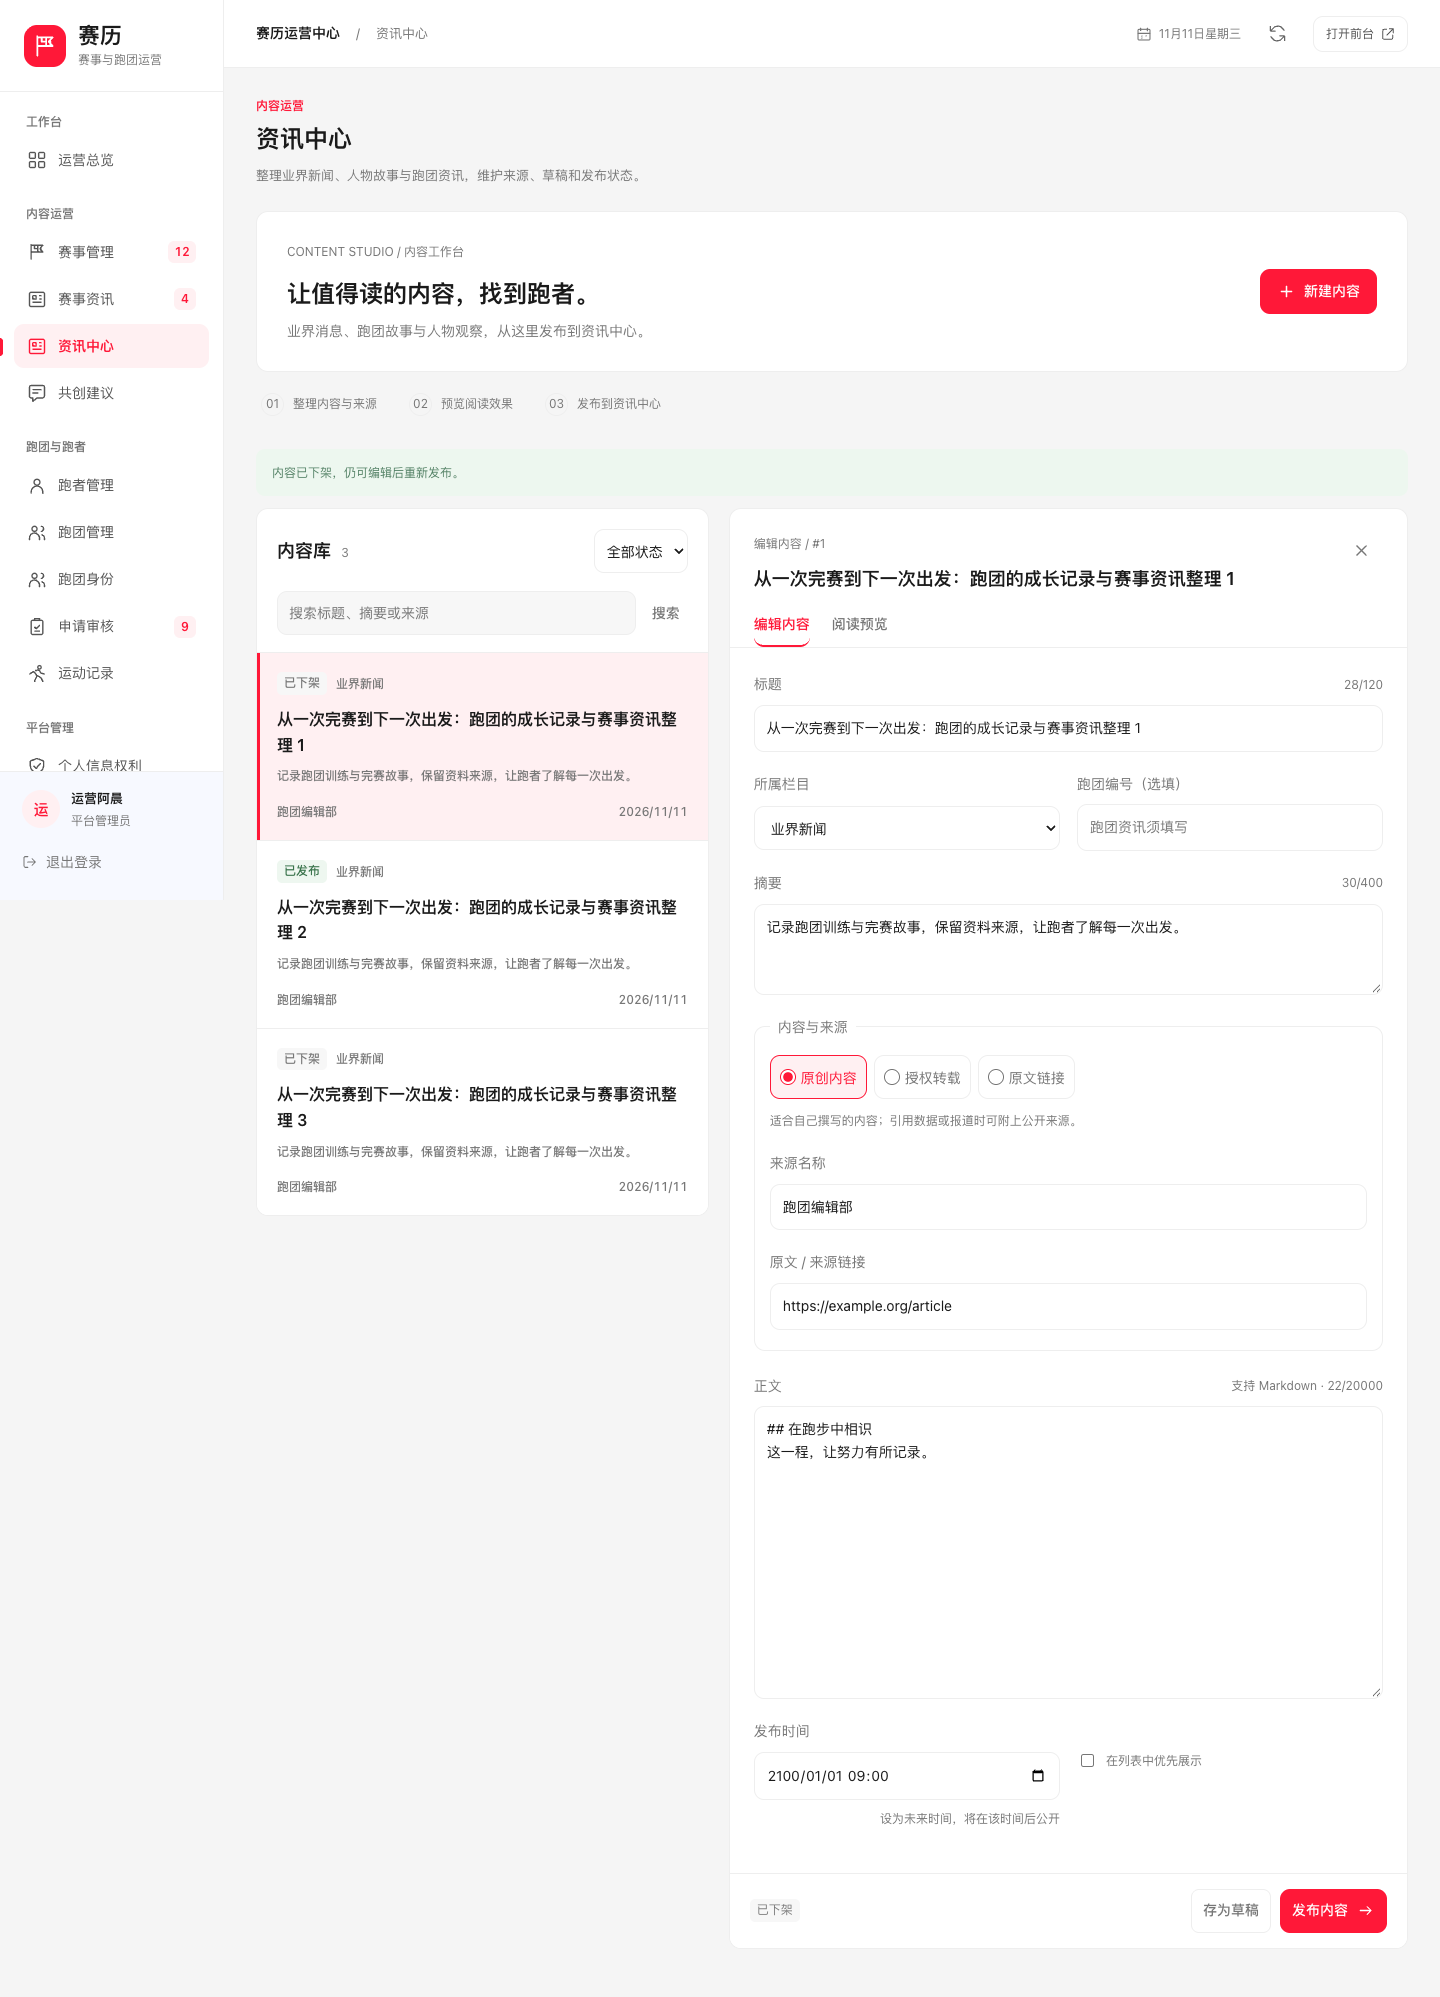 赛历
赛事与跑团运营
工作台
运营总览
内容运营
赛事管理 12
赛事资讯 4
资讯中心
共创建议
跑团与跑者
跑者管理
跑团管理
跑团身份
申请审核 9
运动记录
平台管理
个人信息权利
运 运营阿晨
平台管理员
退出登录
赛历运营中心 / 资讯中心
11月11日星期三
打开前台
内容运营
资讯中心
整理业界新闻、人物故事与跑团资讯，维护来源、草稿和发布状态。
CONTENT STUDIO / 内容工作台
让值得读的内容，找到跑者。
业界消息、跑团故事与人物观察，从这里发布到资讯中心。
新建内容
01 整理内容与来源 02 预览阅读效果 03 发布到资讯中心
内容已下架，仍可编辑后重新发布。
内容库 3
全部状态
搜索标题、摘要或来源
搜索
已下架 业界新闻
从一次完赛到下一次出发：跑团的成长记录与赛事资讯整
理 1
记录跑团训练与完赛故事，保留资料来源，让跑者了解每一次出发。
跑团编辑部 2026/11/11
已发布 业界新闻
从一次完赛到下一次出发：跑团的成长记录与赛事资讯整
理 2
记录跑团训练与完赛故事，保留资料来源，让跑者了解每一次出发。
跑团编辑部 2026/11/11
已下架 业界新闻
从一次完赛到下一次出发：跑团的成长记录与赛事资讯整
理 3
记录跑团训练与完赛故事，保留资料来源，让跑者了解每一次出发。
跑团编辑部 2026/11/11
编辑内容 / #1
从一次完赛到下一次出发：跑团的成长记录与赛事资讯整理 1
编辑内容 阅读预览
标题 28/120
从一次完赛到下一次出发：跑团的成长记录与赛事资讯整理 1
所属栏目 跑团编号（选填）
业界新闻 跑团资讯须填写
摘要 30/400
记录跑团训练与完赛故事，保留资料来源，让跑者了解每一次出发。
内容与来源
原创内容 授权转载 原文链接
适合自己撰写的内容；引用数据或报道时可附上公开来源。
来源名称
跑团编辑部
原文 / 来源链接
https://example.org/article
正文 支持 Markdown · 22/20000
## 在跑步中相识
这一程，让努力有所记录。
发布时间
2100/01/01 09:00 在列表中优先展示
设为未来时间，将在该时间后公开
已下架 存为草稿 发布内容